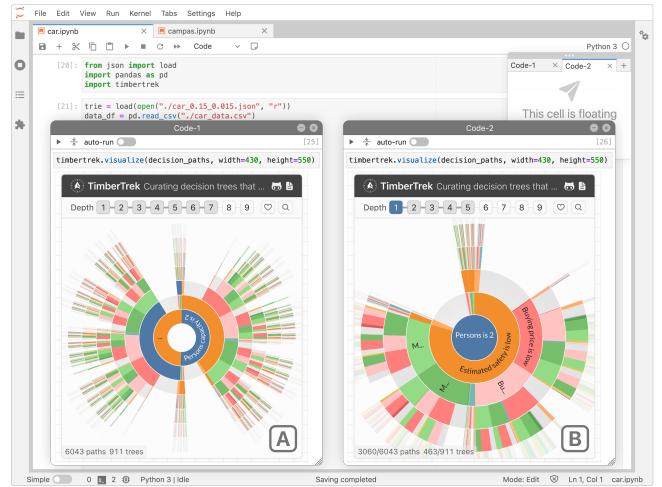 File Edit View Run Kernel Tabs Settings Help
car.ipynb × campas.ipynb ×
Code Python 3
[20]: from json import load
import pandas as pd
import timbertrek
[21]: trie = load(open("./car_0.15_0.015.json", "r"))
data_df = pd.read_csv("./car_data.csv")
Code-1 × Code-2 × +
This cell is floating
Code-1
auto-run [25]
timbertrek.visualize(decision_paths, width=430, height=550)
TimberTrek Curating decision trees that ...
Depth 1 2 3 4 5 6 7 8 9
Persons capacity is 2
6043 paths 911 trees
A
Code-2
auto-run [26]
timbertrek.visualize(decision_paths, width=430, height=550)
TimberTrek Curating decision trees that ...
Depth 1 2 3 4 5 6 7 8 9
Persons is 2
Estimated safety is low
Buying price is low
M...
M...
Bu...
3060/6043 paths 463/911 trees
B
Simple 0 2 Python 3 | Idle Saving completed Mode: Edit Ln 1, Col 1 car.ipynb